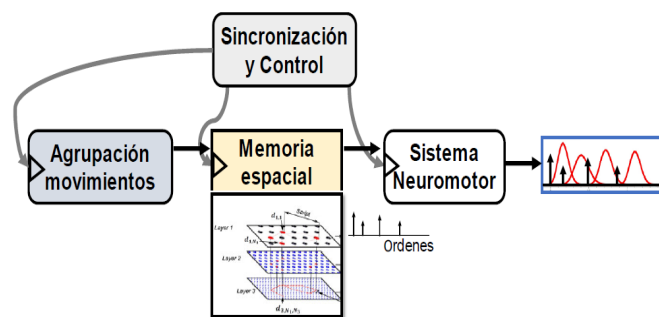 Sincronización
y Control
Agrupación
movimientos
Memoria
espacial
Sistema
Neuromotor
Layer 1
Layer 2
Layer 3
Ordenes